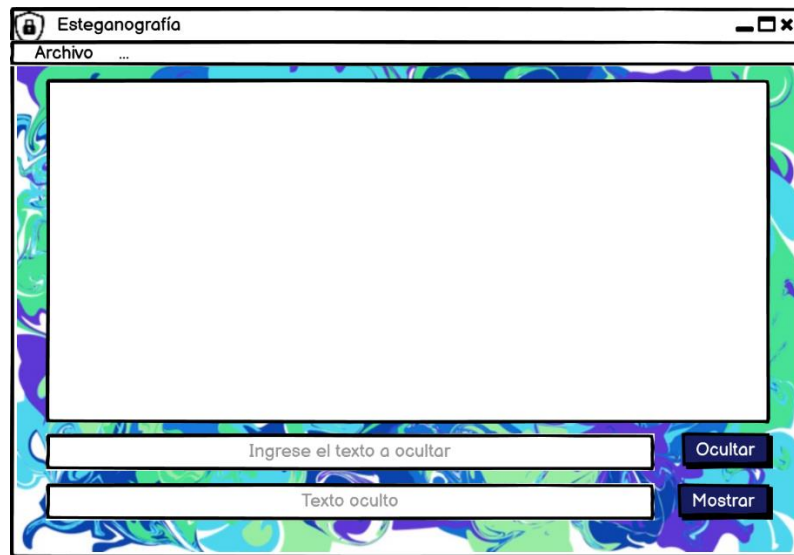 Esteganografía
Archivo ...
Ingrese el texto a ocultar
Ocultar
Texto oculto
Mostrar